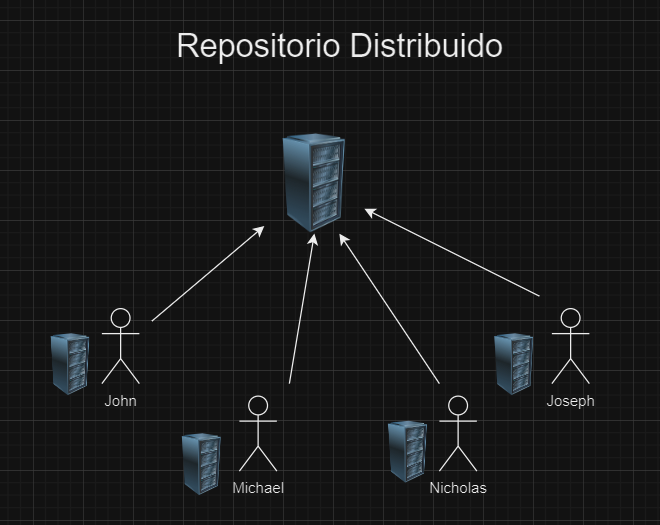 Repositorio Distribuido
John
Joseph
Michael
Nicholas